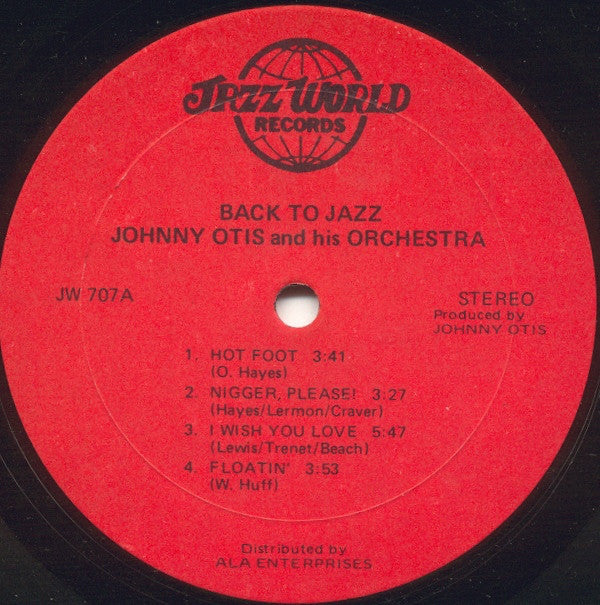 JAZZ WORLD
RECORDS
BACK TO JAZZ
JOHNNY OTIS and his ORCHESTRA
JW 707A
STEREO
Produced by
JOHNNY OTIS
1. HOT FOOT 3:41
(O. Hayes)
2. NIGGER, PLEASE! 3:27
(Hayes/Lermon/Craver)
3. I WISH YOU LOVE 5:47
(Lewis/Trenet/Beach)
4. FLOATIN' 3:53
(W. Huff)
Distributed by
ALA ENTERPRISES